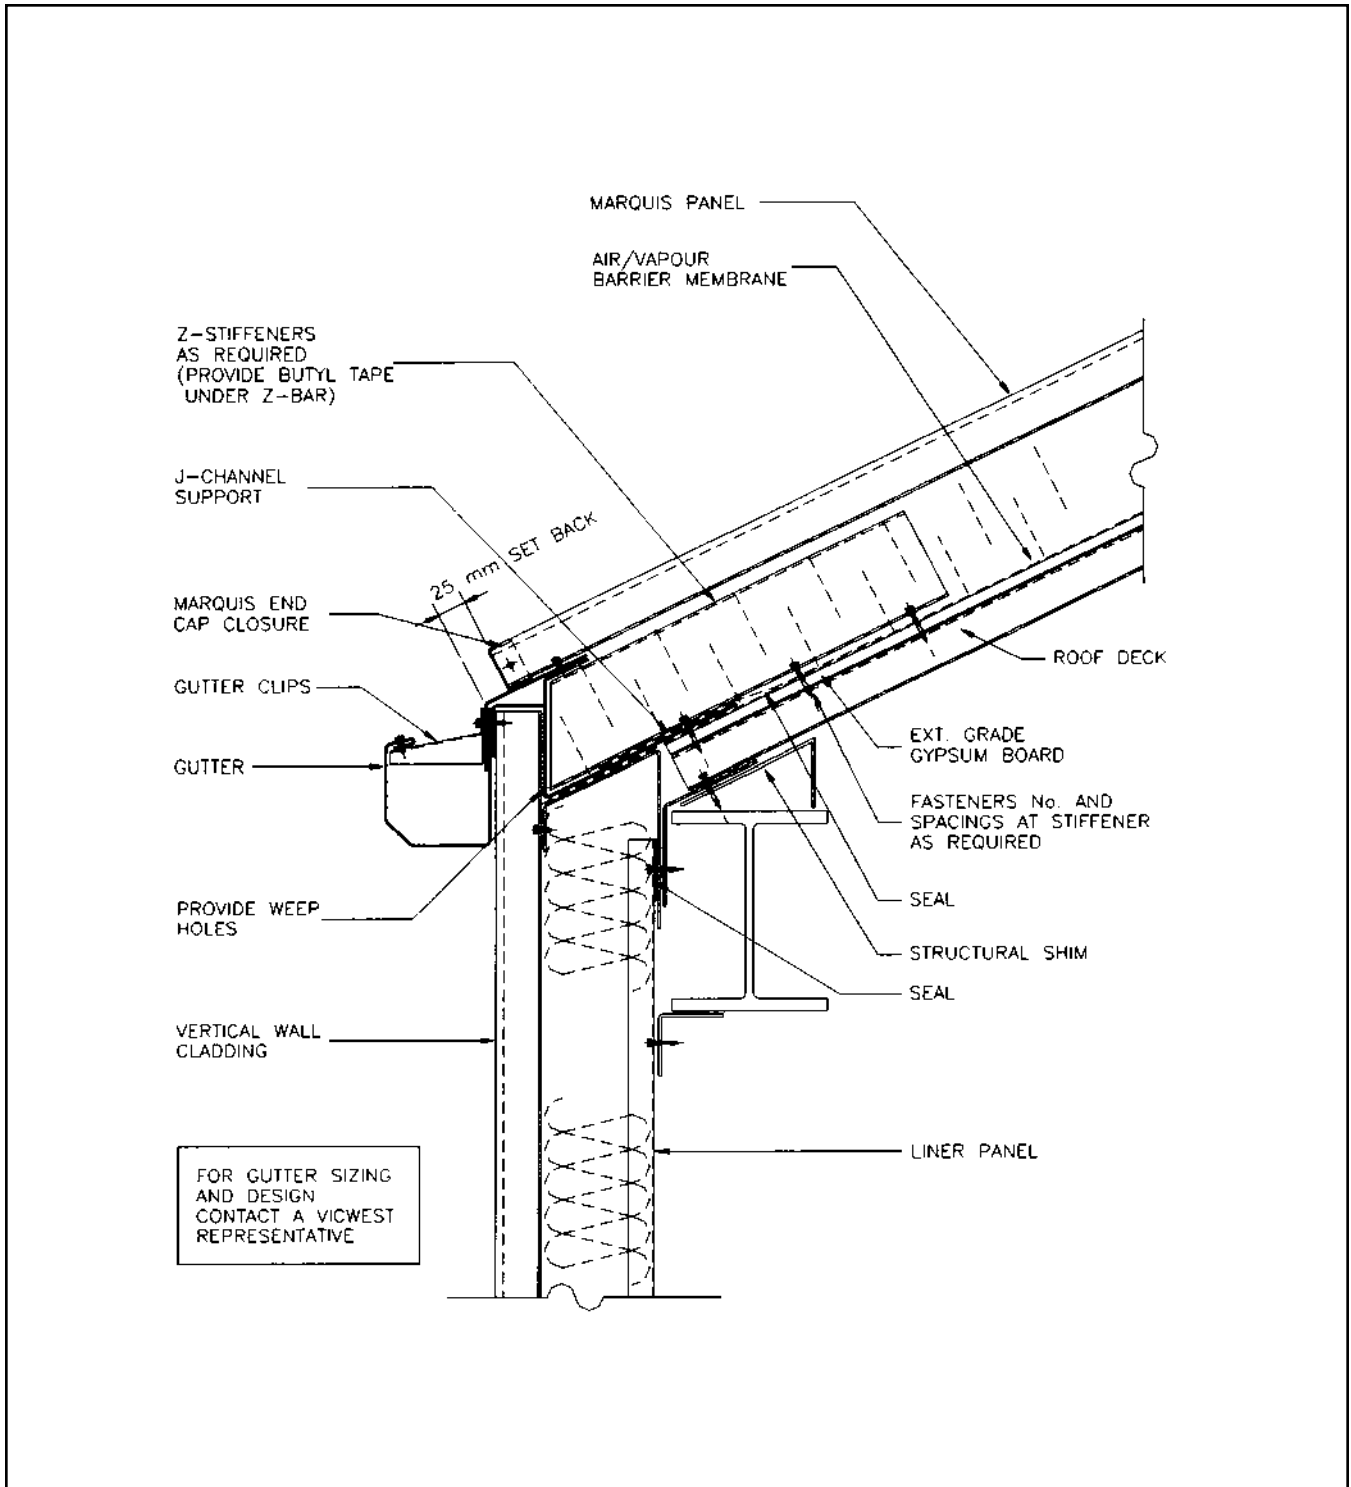 MARQUIS PANEL
AIR/VAPOUR
BARRIER MEMBRANE
Z-STIFFENERS
AS REQUIRED
(PROVIDE BUTYL TAPE
UNDER Z-BAR)
J-CHANNEL
SUPPORT
25 mm SET BACK
MARQUIS END
CAP CLOSURE
GUTTER CLIPS
GUTTER
ROOF DECK
EXT. GRADE
GYPSUM BOARD
FASTENERS No. AND
SPACINGS AT STIFFENER
AS REQUIRED
SEAL
PROVIDE WEEP
HOLES
STRUCTURAL SHIM
SEAL
VERTICAL WALL
CLADDING
LINER PANEL
FOR GUTTER SIZING
AND DESIGN
CONTACT A VICWEST
REPRESENTATIVE